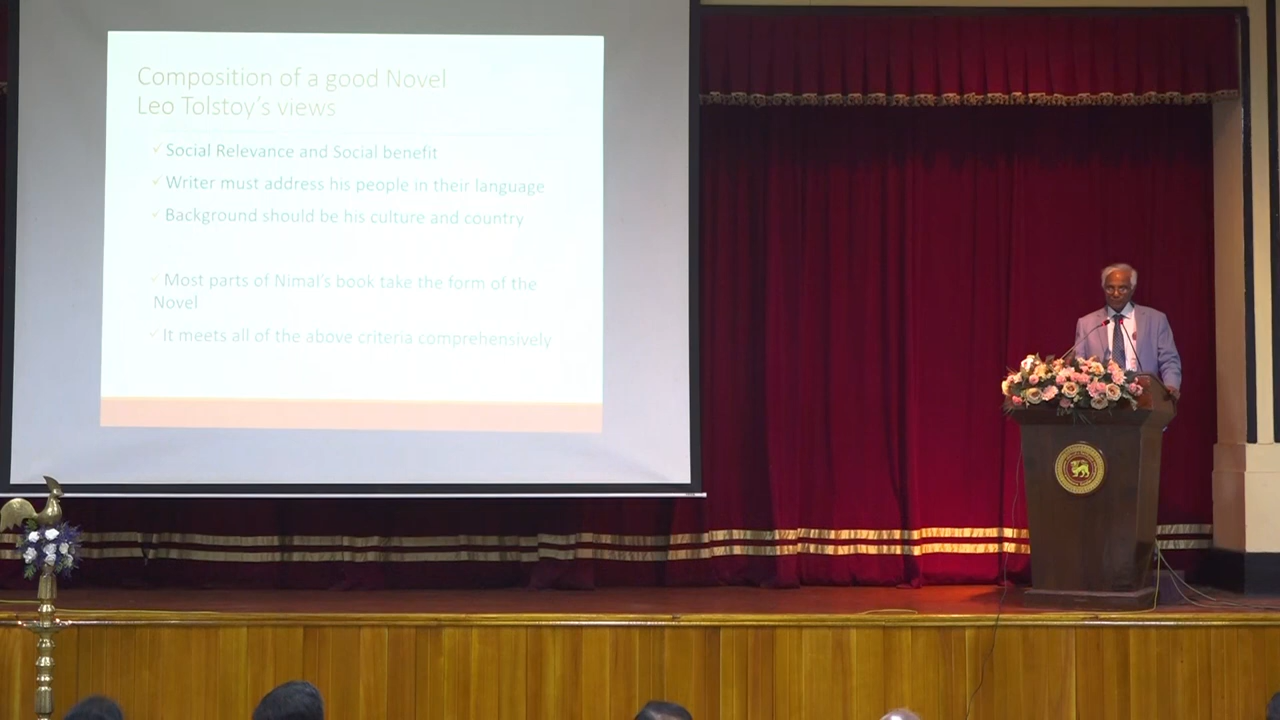 Composition of a good Novel
Leo Tolstoy's views
✓ Social Relevance and Social benefit
✓ Writer must address his people in their language
✓ Background should be his culture and country
✓ Most parts of Nimal's book take the form of the
Novel
✓ It meets all of the above criteria comprehensively